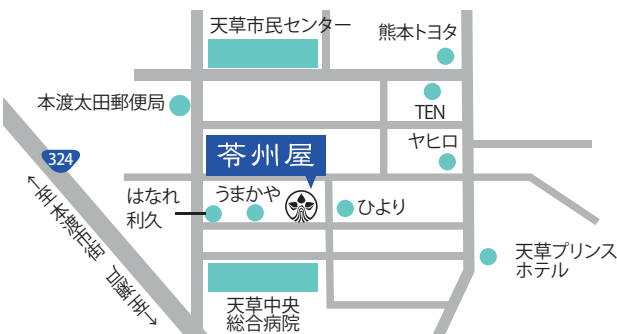 天草市民センター
熊本トヨタ
本渡太田郵便局
TEN
ヤヒロ
苓州屋
324
←至本渡市街
至瀬戸→
はなれ
利久
うまかや
ひより
天草プリンス
ホテル
天草中央
総合病院